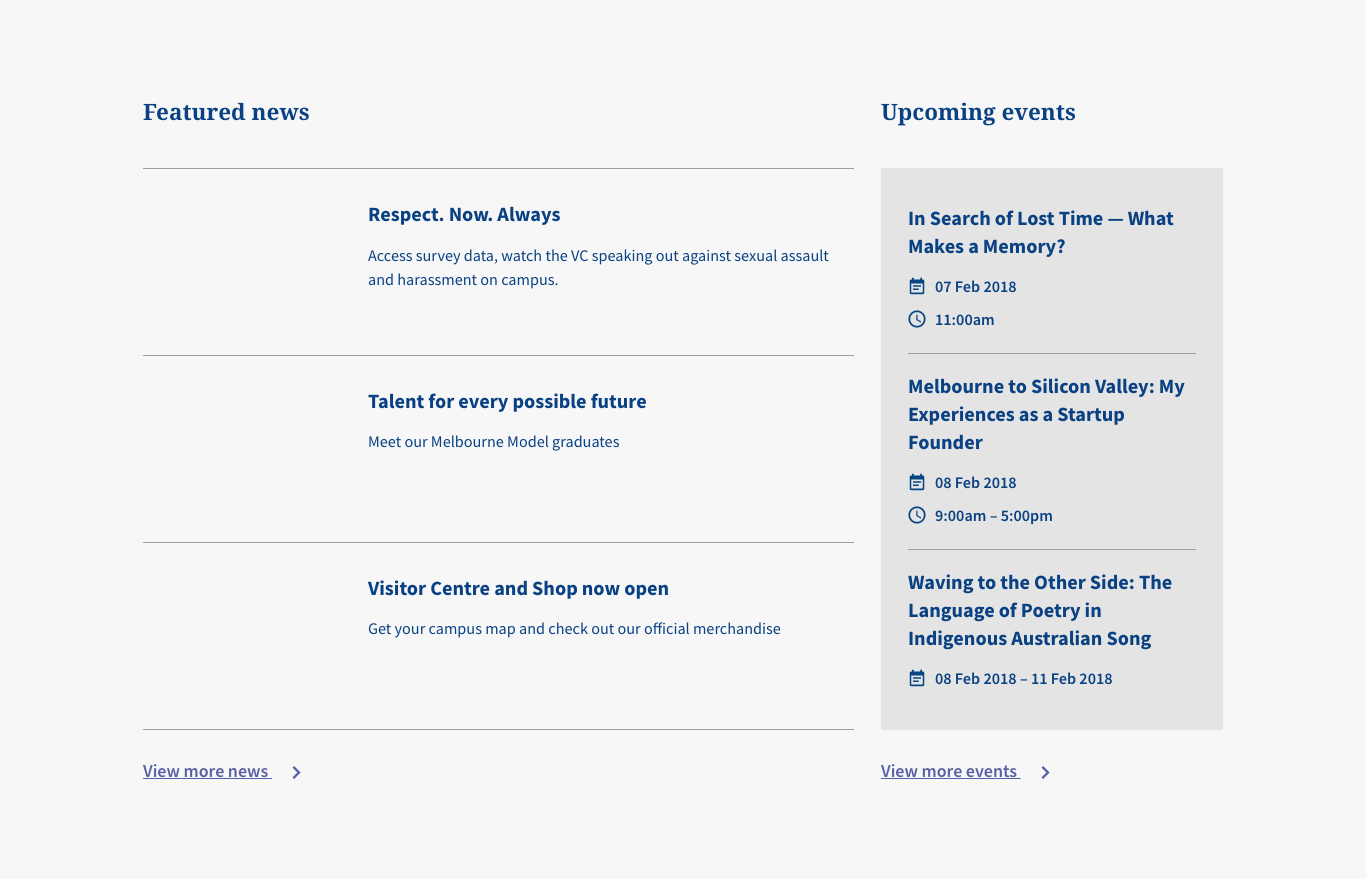 Featured news
Respect. Now. Always
Access survey data, watch the VC speaking out against sexual assault
and harassment on campus.
Talent for every possible future
Meet our Melbourne Model graduates
Visitor Centre and Shop now open
Get your campus map and check out our official merchandise
View more news
Upcoming events
In Search of Lost Time — What
Makes a Memory?
07 Feb 2018
11:00am
Melbourne to Silicon Valley: My
Experiences as a Startup
Founder
08 Feb 2018
9:00am – 5:00pm
Waving to the Other Side: The
Language of Poetry in
Indigenous Australian Song
08 Feb 2018 – 11 Feb 2018
View more events